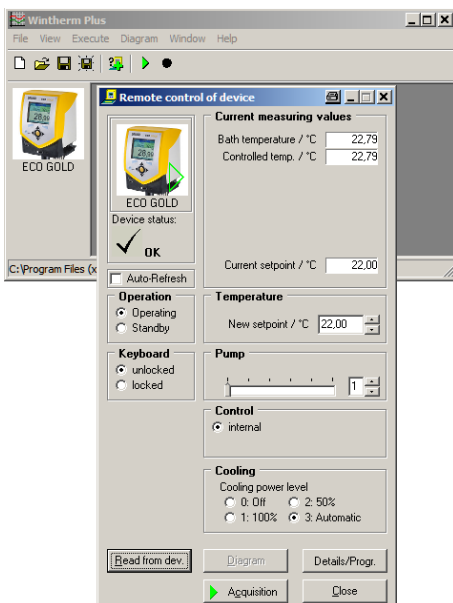 Wintherm Plus
File View Execute Diagram Window Help
ECO GOLD
C:\Program Files (x
Remote control of device
ECO GOLD
Device status:
OK
Auto-Refresh
Operation
Operating
Standby
Keyboard
unlocked
locked
Current measuring values
Bath temperature / °C 22,79
Controlled temp. / °C 22,79
Current setpoint / °C 22,00
Temperature
New setpoint / °C 22,00
Pump
1
Control
internal
Cooling
Cooling power level
0: Off 2: 50%
1: 100% 3: Automatic
Read from dev. Diagram Details/Progr.
Acquisition Close